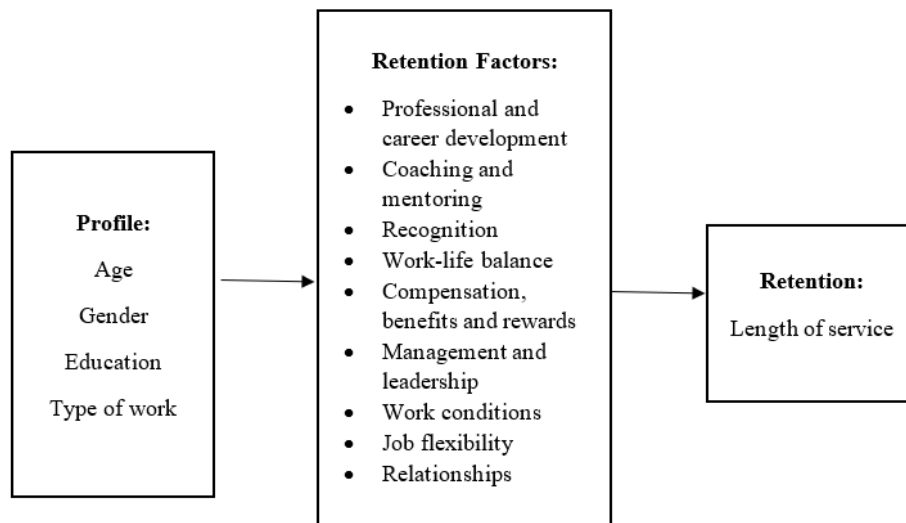 Profile:
Age
Gender
Education
Type of work
Retention Factors:
• Professional and
career development
• Coaching and
mentoring
• Recognition
• Work-life balance
• Compensation,
benefits and rewards
• Management and
leadership
• Work conditions
• Job flexibility
• Relationships
Retention:
Length of service